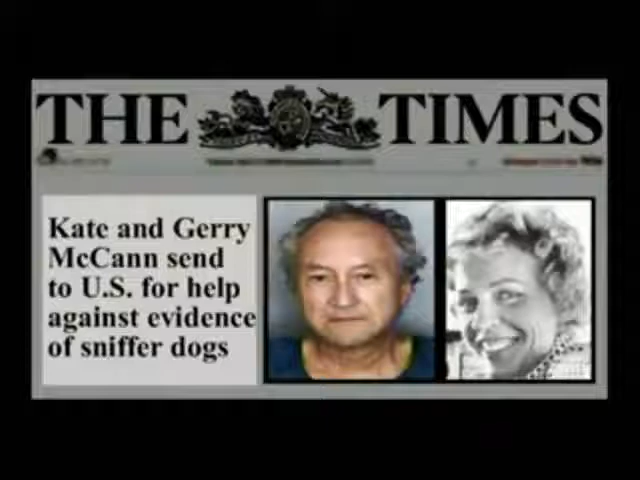 THE TIMES
Kate and Gerry
McCann send
to U.S. for help
against evidence
of sniffer dogs